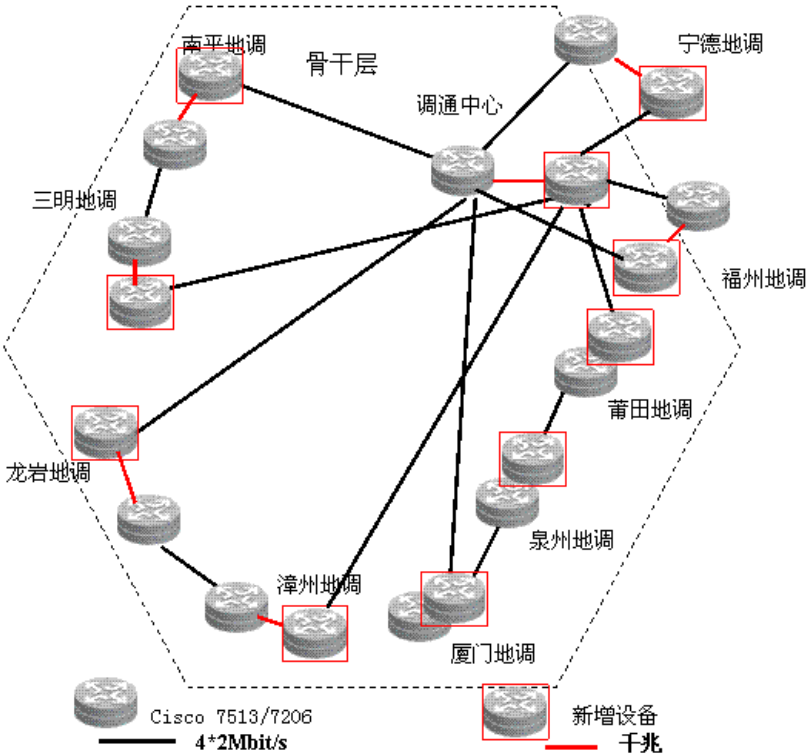 南平地调
宁德地调
骨干层
调通中心
三明地调
福州地调
莆田地调
龙岩地调
泉州地调
漳州地调
厦门地调
Cisco 7513/7206
新增设备
4*2Mbit/s
千兆